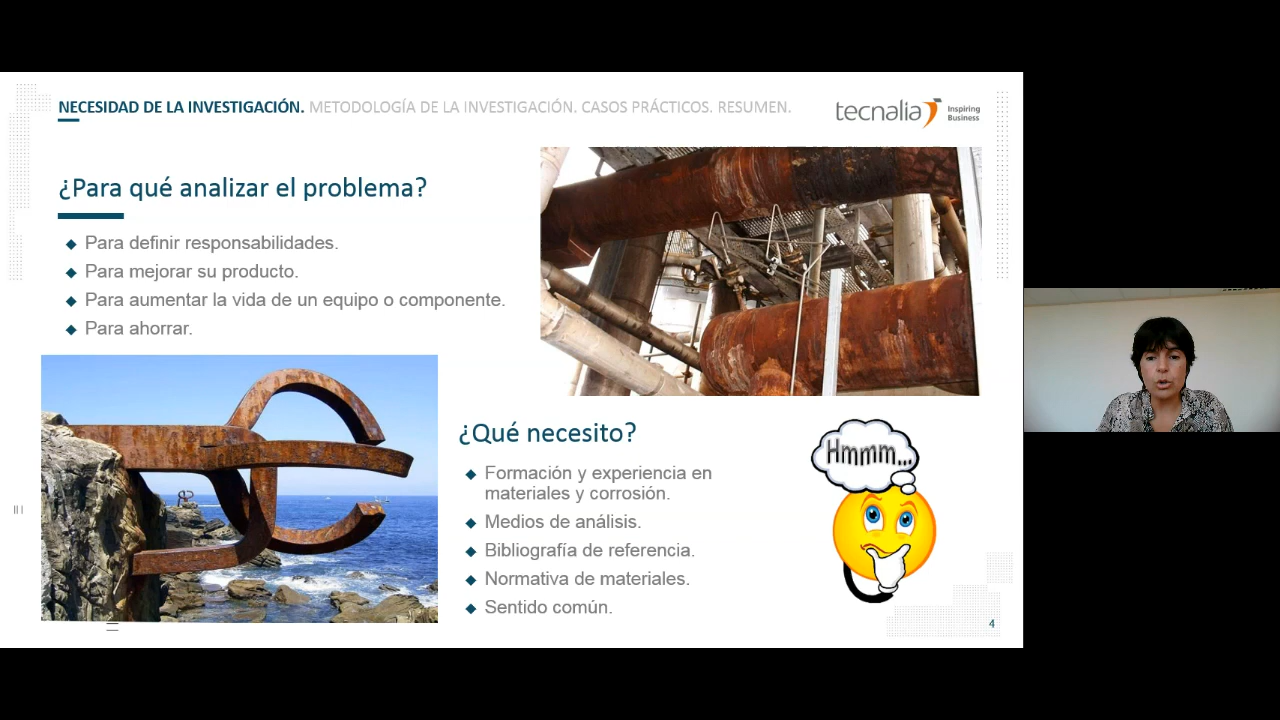 NECESIDAD DE LA INVESTIGACIÓN. METODOLOGÍA DE LA INVESTIGACIÓN. CASOS PRÁCTICOS. RESUMEN.
tecnalia Inspiring
Business
¿Para qué analizar el problema?
Para definir responsabilidades.
Para mejorar su producto.
Para aumentar la vida de un equipo o componente.
Para ahorrar.
¿Qué necesito?
Formación y experiencia en
materiales y corrosión.
Medios de análisis.
Bibliografía de referencia.
Normativa de materiales.
Sentido común.
Hmmm...
4